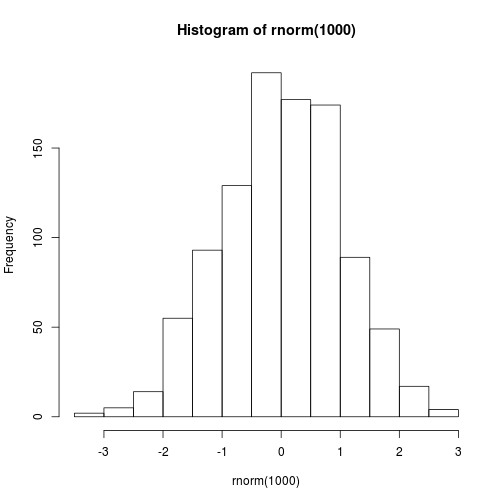 Histogram of rnorm(1000)
Frequency
150
100
50
0
-3 -2 -1 0 1 2 3
rnorm(1000)